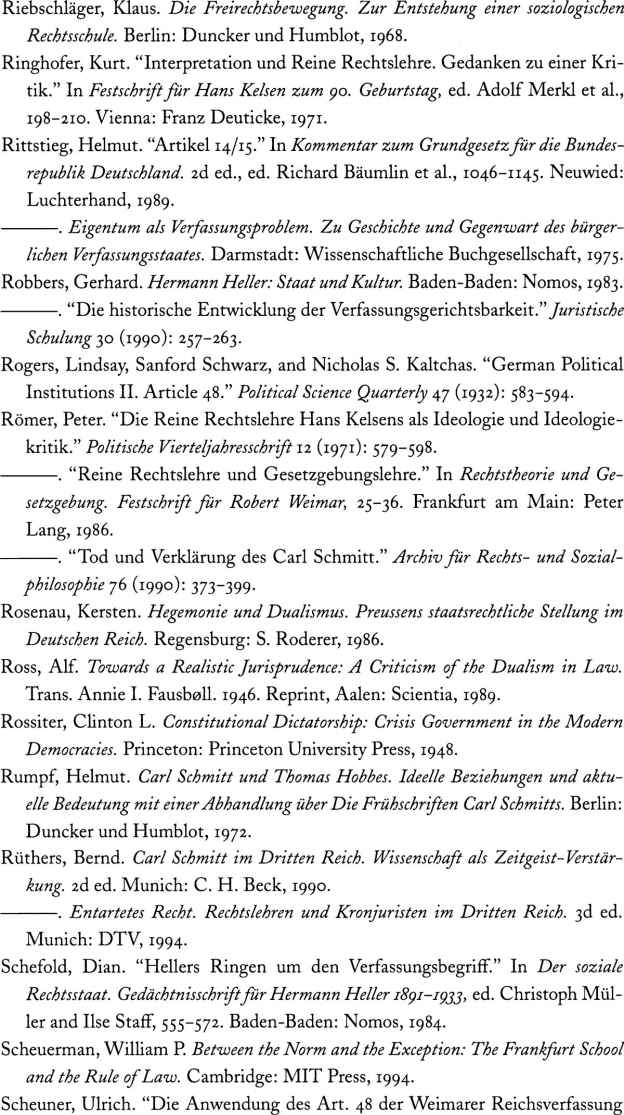 Riebschläger, Klaus. Die Freirechtsbewegung. Zur Entstehung einer soziologischen
Rechtsschule. Berlin: Duncker und Humblot, 1968.
Ringhofer, Kurt. “Interpretation und Reine Rechtslehre. Gedanken zu einer Kri-
tik.” In Festschrift für Hans Kelsen zum 90. Geburtstag, ed. Adolf Merkl et al.,
198–210. Vienna: Franz Deuticke, 1971.
Rittstieg, Helmut. “Artikel 14/15.” In Kommentar zum Grundgesetz für die Bundes-
republik Deutschland. 2d ed., ed. Richard Bäumlin et al., 1046–1145. Neuwied:
Luchterhand, 1989.
———. Eigentum als Verfassungsproblem. Zu Geschichte und Gegenwart des bürger-
lichen Verfassungsstaates. Darmstadt: Wissenschaftliche Buchgesellschaft, 1975.
Robbers, Gerhard. Hermann Heller: Staat und Kultur. Baden-Baden: Nomos, 1983.
———. “Die historische Entwicklung der Verfassungsgerichtsbarkeit.” Juristische
Schulung 30 (1990): 257–263.
Rogers, Lindsay, Sanford Schwarz, and Nicholas S. Kaltchas. “German Political
Institutions II. Article 48.” Political Science Quarterly 47 (1932): 583–594.
Römer, Peter. “Die Reine Rechtslehre Hans Kelsens als Ideologie und Ideologie-
kritik.” Politische Vierteljahresschrift 12 (1971): 579–598.
———. “Reine Rechtslehre und Gesetzgebungslehre.” In Rechtstheorie und Ge-
setzgebung. Festschrift für Robert Weimar, 25–36. Frankfurt am Main: Peter
Lang, 1986.
———. “Tod und Verklärung des Carl Schmitt.” Archiv für Rechts- und Sozial-
philosophie 76 (1990): 373–399.
Rosenau, Kersten. Hegemonie und Dualismus. Preussens staatsrechtliche Stellung im
Deutschen Reich. Regensburg: S. Roderer, 1986.
Ross, Alf. Towards a Realistic Jurisprudence: A Criticism of the Dualism in Law.
Trans. Annie I. Fausbøll. 1946. Reprint, Aalen: Scientia, 1989.
Rossiter, Clinton L. Constitutional Dictatorship: Crisis Government in the Modern
Democracies. Princeton: Princeton University Press, 1948.
Rumpf, Helmut. Carl Schmitt und Thomas Hobbes. Ideelle Beziehungen und aktu-
elle Bedeutung mit einer Abhandlung über Die Frühschriften Carl Schmitts. Berlin:
Duncker und Humblot, 1972.
Rüthers, Bernd. Carl Schmitt im Dritten Reich. Wissenschaft als Zeitgeist-Verstär-
kung. 2d ed. Munich: C. H. Beck, 1990.
———. Entartetes Recht. Rechtslehren und Kronjuristen im Dritten Reich. 3d ed.
Munich: DTV, 1994.
Schefold, Dian. “Hellers Ringen um den Verfassungsbegriff.” In Der soziale
Rechtsstaat. Gedächtnisschrift für Hermann Heller 1891–1933, ed. Christoph Mül-
ler and Ilse Staff, 555–572. Baden-Baden: Nomos, 1984.
Scheuerman, William P. Between the Norm and the Exception: The Frankfurt School
and the Rule of Law. Cambridge: MIT Press, 1994.
Scheuner, Ulrich. “Die Anwendung des Art. 48 der Weimarer Reichsverfassung